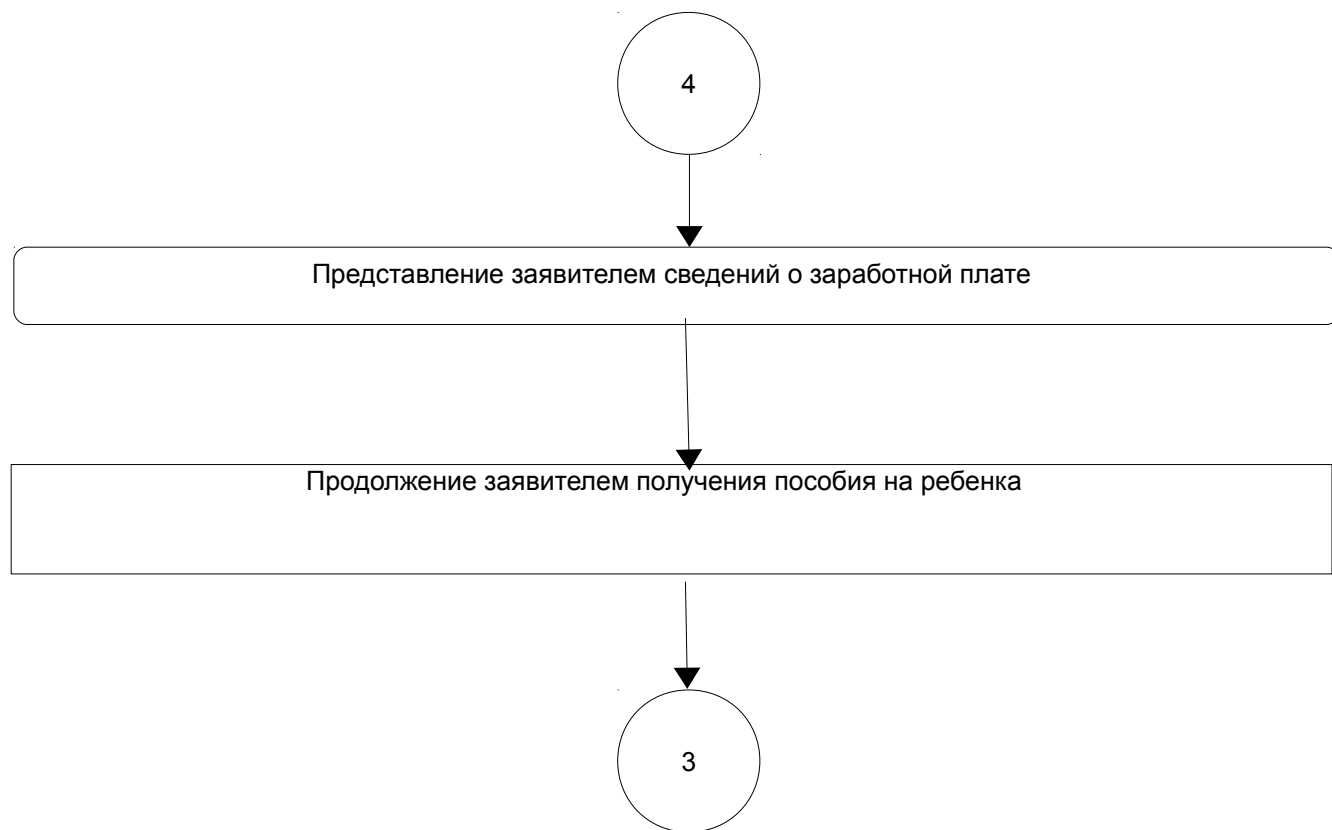 4
Представление заявителем сведений о заработной плате
Продолжение заявителем получения пособия на ребенка
3